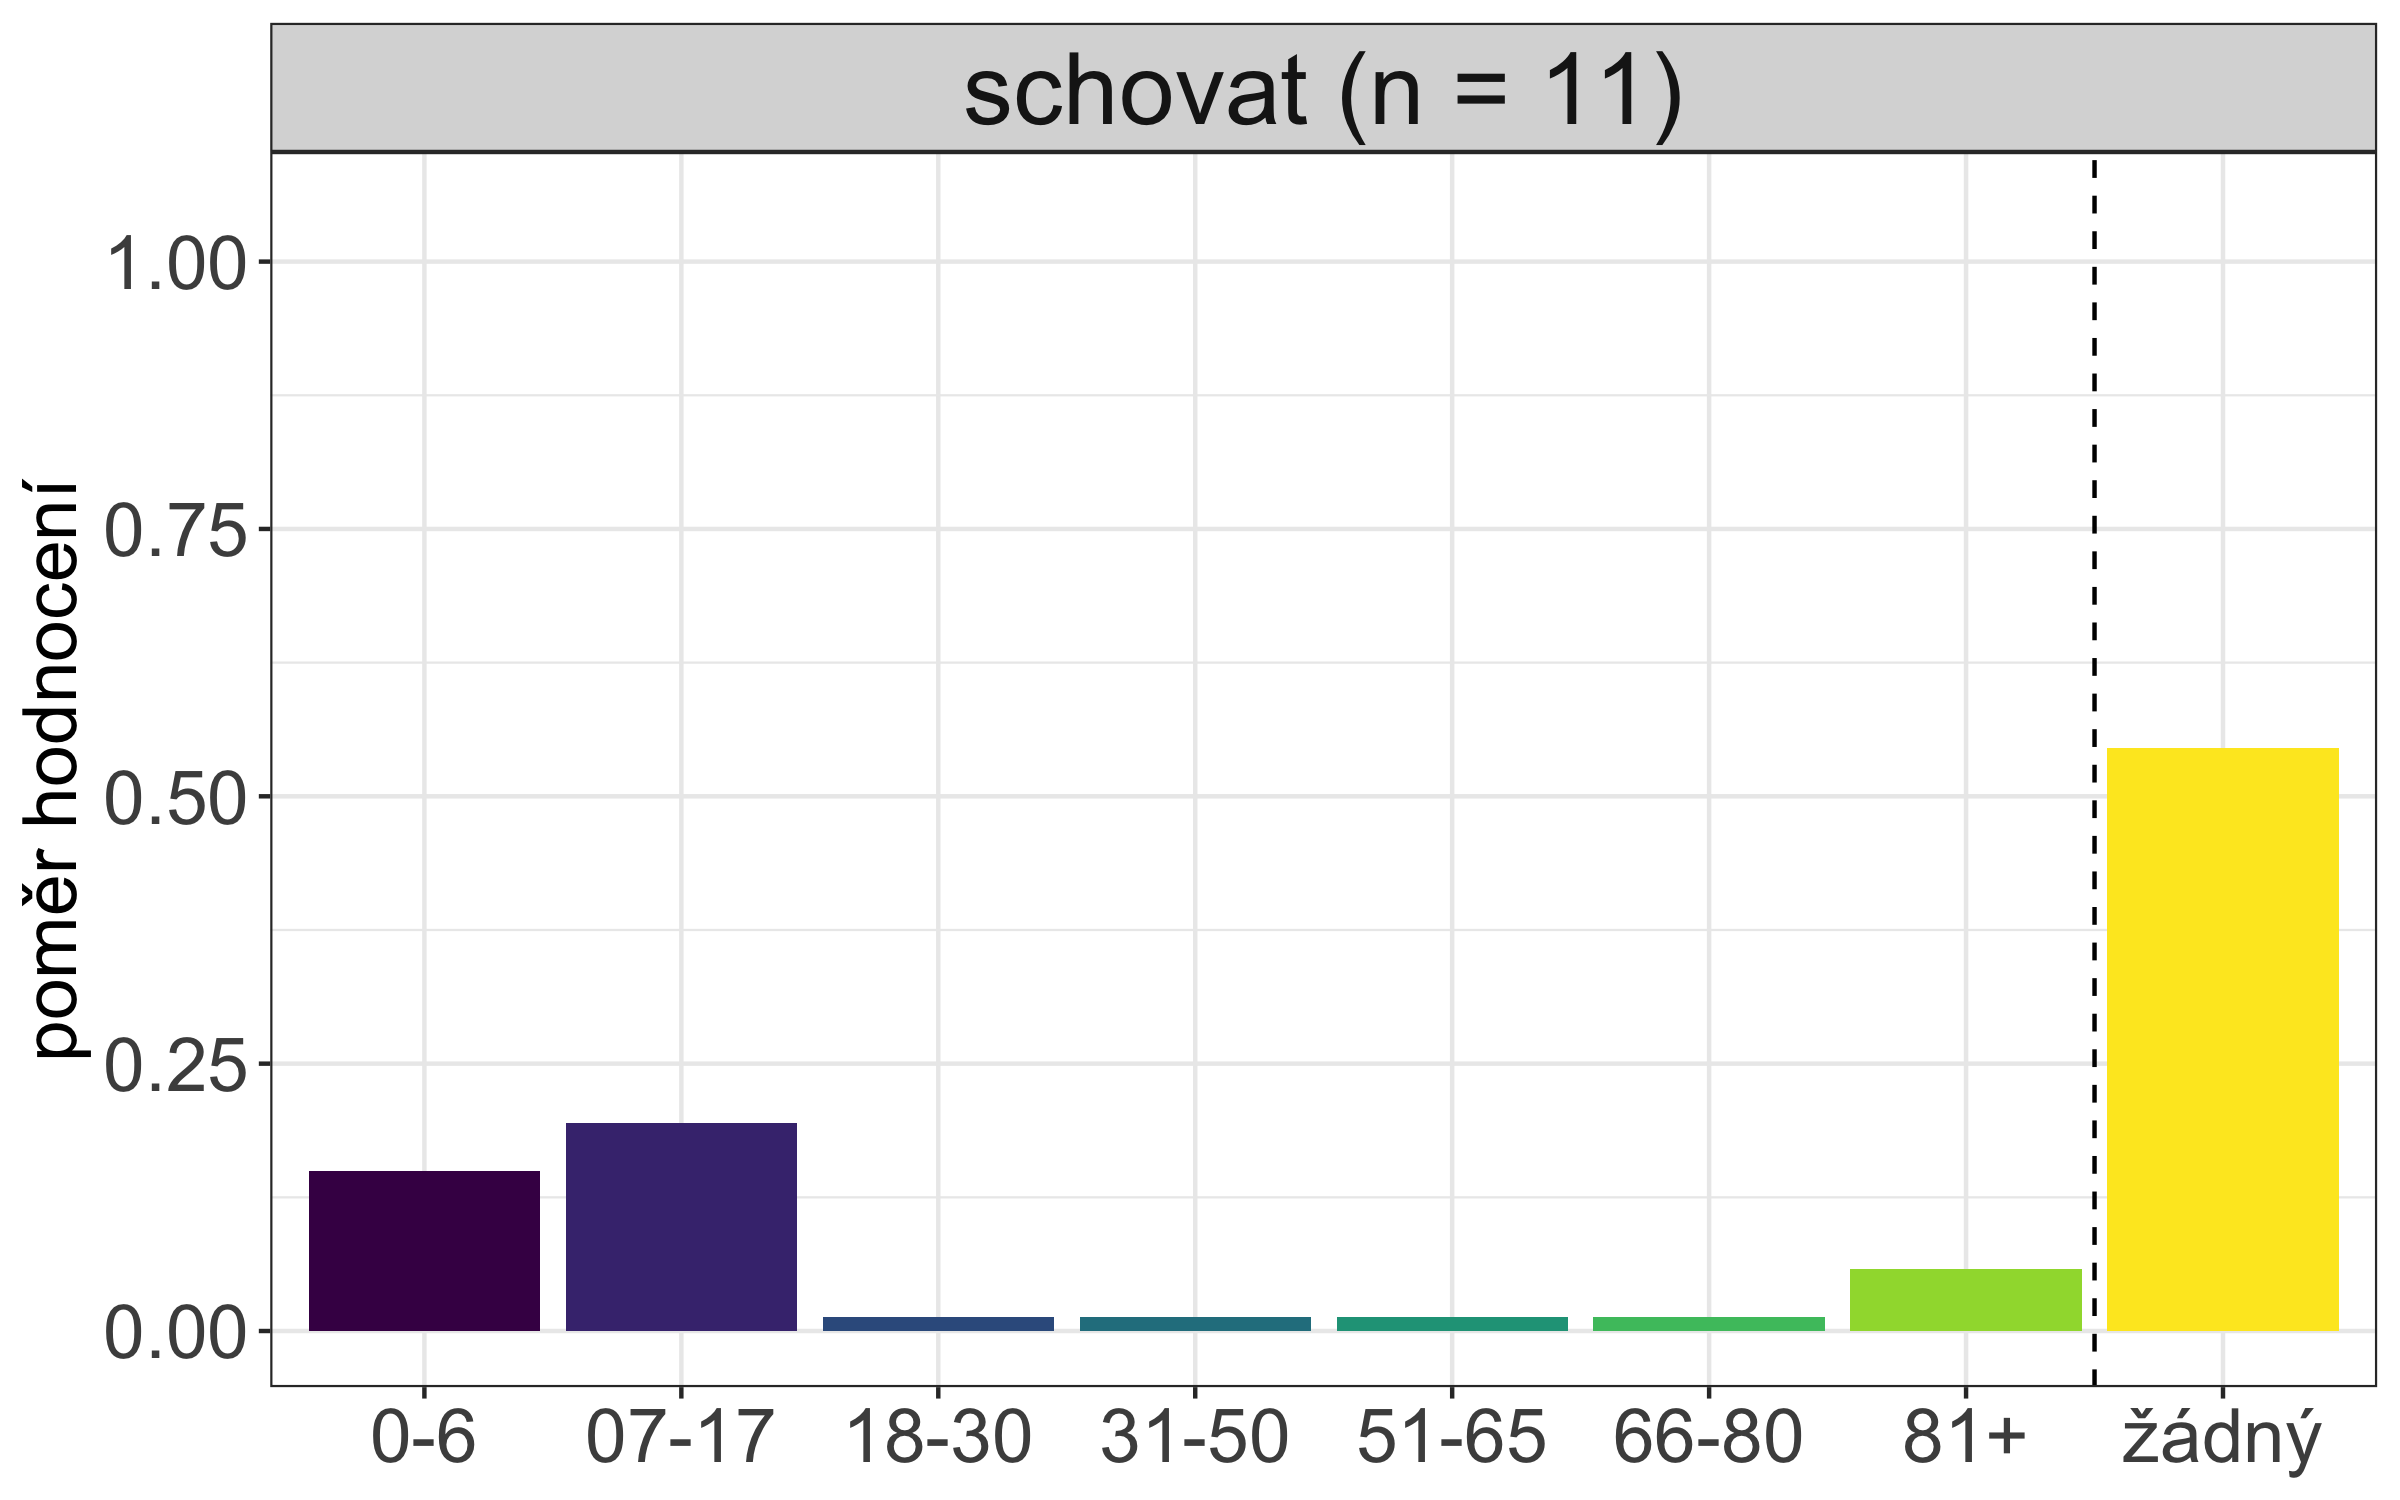 schovat (n = 11)
poměr hodnocení
1.00
0.75
0.50
0.25
0.00
0-6 07-17 18-30 31-50 51-65 66-80 81+ žádný